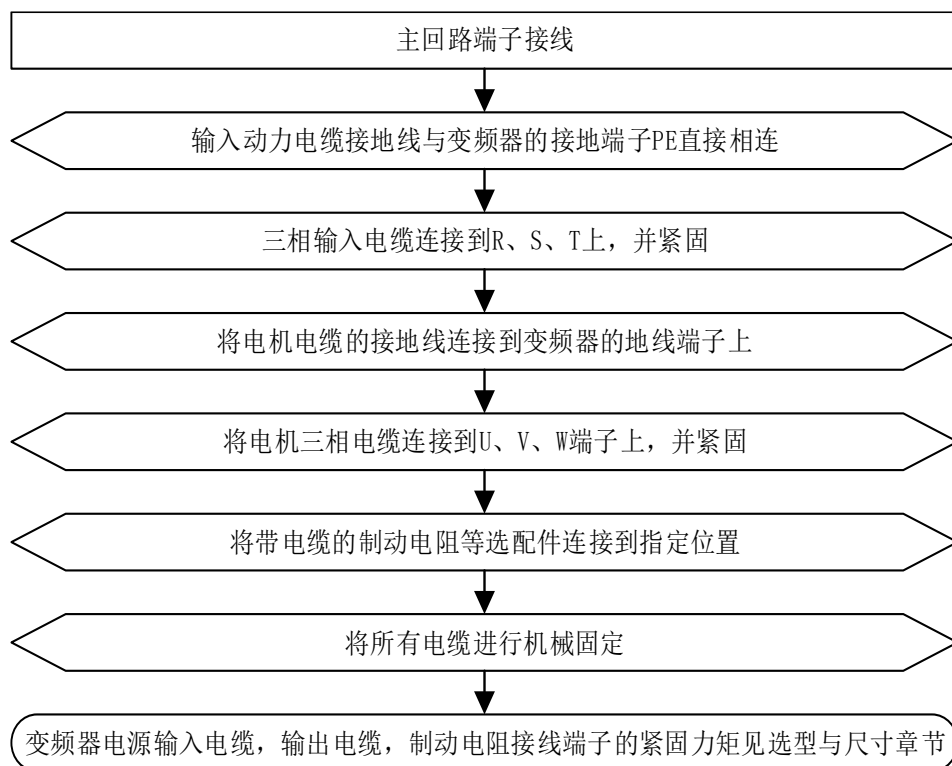 主回路端子接线
输入动力电缆接地线与变频器的接地端子PE直接相连
三相输入电缆连接到R、S、T上，并紧固
将电机电缆的接地线连接到变频器的地线端子上
将电机三相电缆连接到U、V、W端子上，并紧固
将带电缆的制动电阻等选配件连接到指定位置
将所有电缆进行机械固定
变频器电源输入电缆，输出电缆，制动电阻接线端子的紧固力矩见选型与尺寸章节